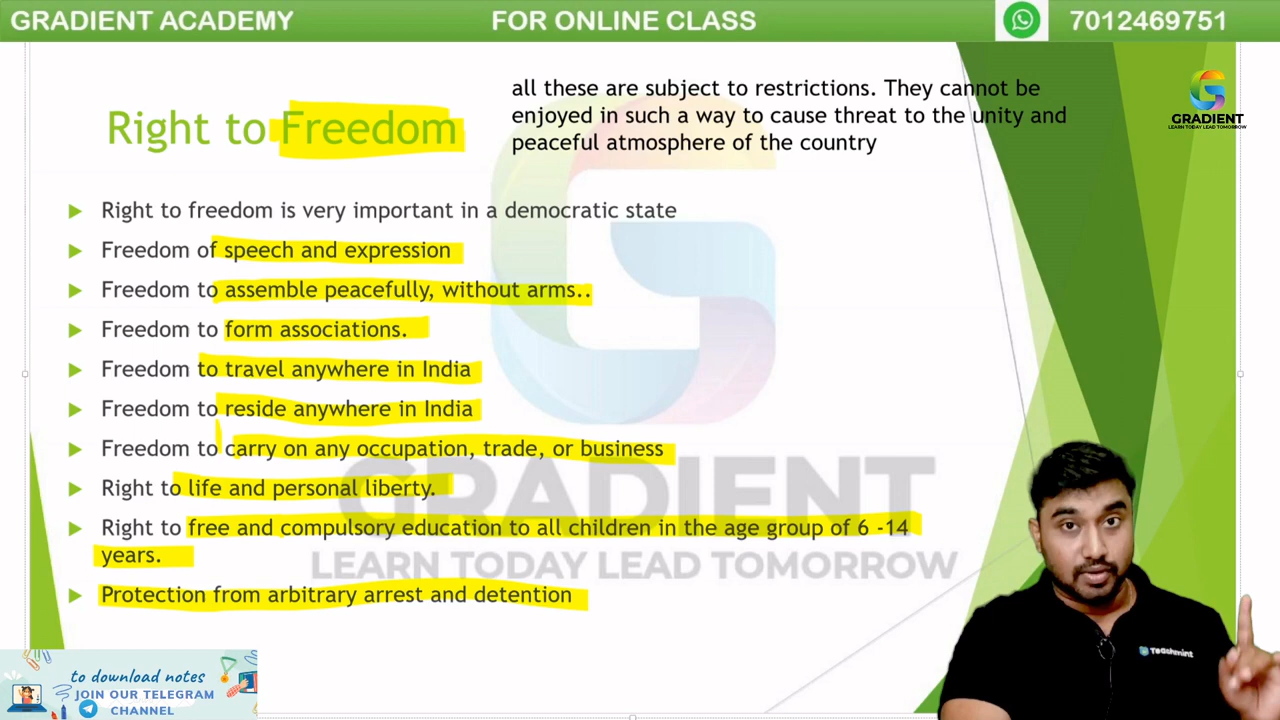 GRADIENT ACADEMY
FOR ONLINE CLASS
7012469751
all these are subject to restrictions. They cannot be
enjoyed in such a way to cause threat to the unity and
peaceful atmosphere of the country
GRADIENT
LEARN TODAY LEAD TOMORROW
Right to Freedom
Right to freedom is very important in a democratic state
Freedom of speech and expression
Freedom to assemble peacefully, without arms..
Freedom to form associations.
Freedom to travel anywhere in India
Freedom to reside anywhere in India
Freedom to carry on any occupation, trade, or business
Right to life and personal liberty.
Right to free and compulsory education to all children in the age group of 6 -14
years.
Protection from arbitrary arrest and detention
GRADIENT
LEARN TODAY LEAD TOMORROW
Teachmint
to download notes
JOIN OUR TELEGRAM
CHANNEL